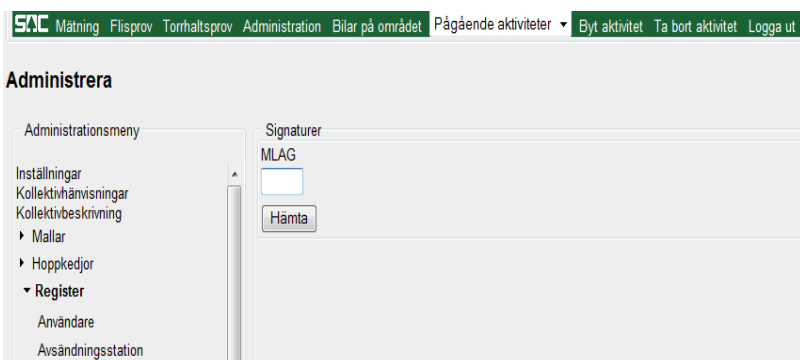 SDC Mätning Flisprov Torrhaltsprov Administration Bilar på området Pågående aktiviteter Byt aktivitet Ta bort aktivitet Logga ut
Administrera
Administrationsmeny
Inställningar
Kollektivhänvisningar
Kollektivbeskrivning
Mallar
Hoppkedjor
Register
Användare
Avsändningsstation
Signaturer
MLAG
Hämta